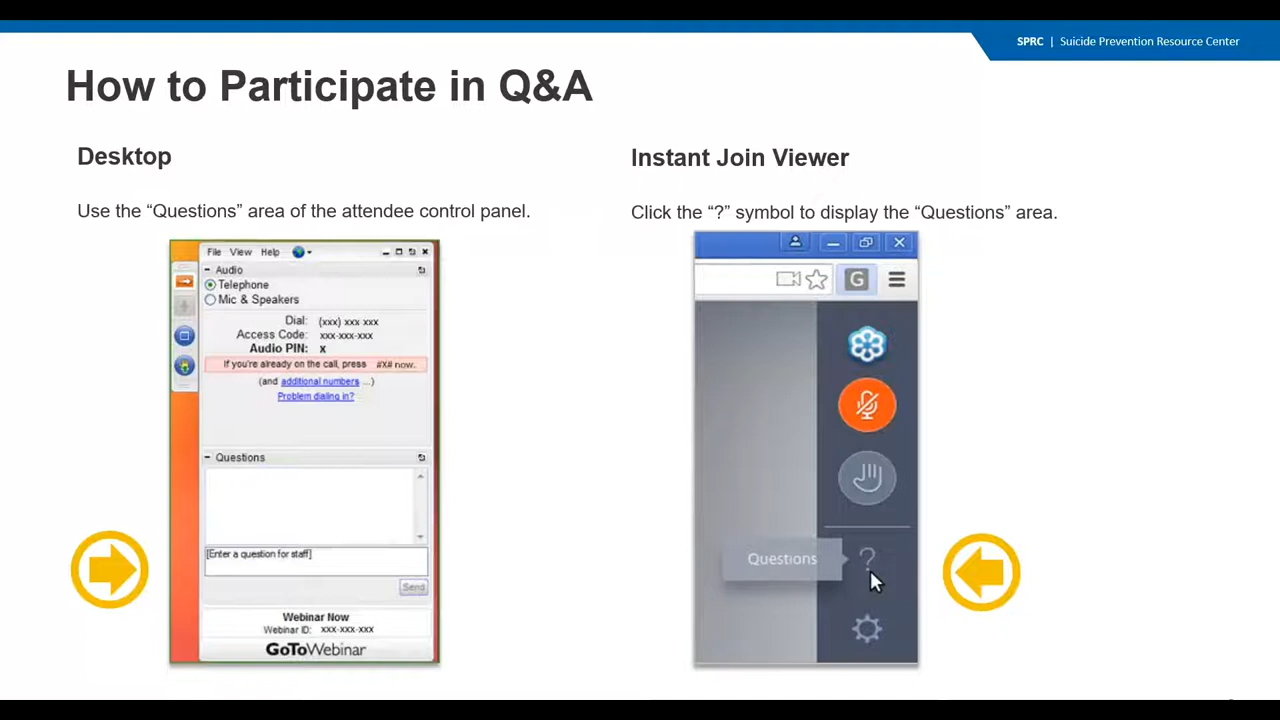 SPRC | Suicide Prevention Resource Center
How to Participate in Q&A
Desktop
Use the “Questions” area of the attendee control panel.
File View Help
Audio
Telephone
Mic & Speakers
Dial: (xxx) xxx-xxx
Access Code: xxx-xxx-xxx
Audio PIN: x
If you're already on the call, press #X# now.
(and additional numbers ...)
Problem dialing in?
Questions
[Enter a question for staff]
Send
Webinar Now
Webinar ID: xxx-xxx-xxx
GoToWebinar
Instant Join Viewer
Click the “?” symbol to display the “Questions” area.
G
Questions
?